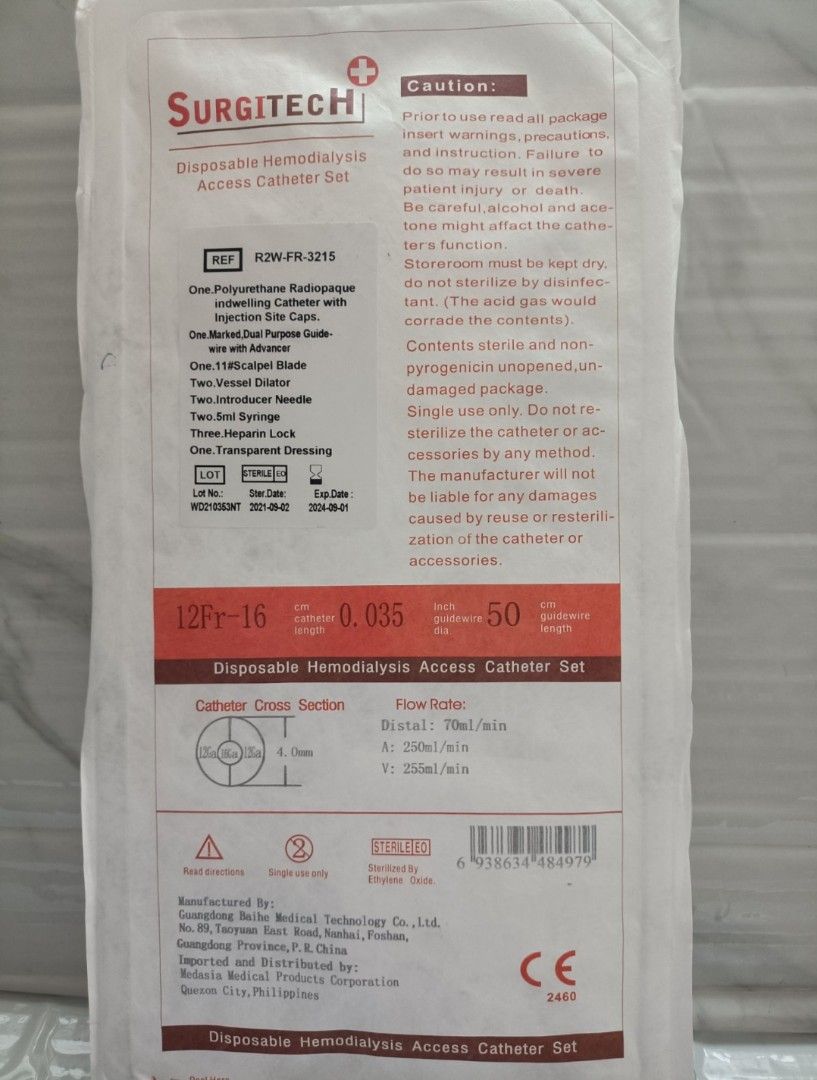 SURGITECH
Disposable Hemodialysis
Access Catheter Set
REF R2W-FR-3215
One.Polyurethane Radiopaque
indwelling Catheter with
Injection Site Caps.
One.Marked,Dual Purpose Guide-
wire with Advancer
One.11#Scalpel Blade
Two.Vessel Dilator
Two.Introducer Needle
Two.5ml Syringe
Three.Heparin Lock
One.Transparent Dressing
LOT STERILE EO
Lot No.: Ster.Date: Exp.Date :
WD210353NT 2021-09-02 2024-09-01
Caution:
Prior to use read all package
insert warnings, precautions,
and instruction. Failure to
do so may result in severe
patient injury or death.
Be careful,alcohol and ace-
tone might affact the cathe-
ter's function.
Storeroom must be kept dry,
do not sterilize by disinfec-
tant. (The acid gas would
corrade the contents).
Contents sterile and non-
pyrogenicin unopened,un-
damaged package.
Single use only. Do not re-
sterilize the catheter or ac-
cessories by any method.
The manufacturer will not
be liable for any damages
caused by reuse or resterili-
zation of the catheter or
accessories.
12Fr-16 cm catheter length 0.035 inch guidewire dia. 50 cm guidewire length
Disposable Hemodialysis Access Catheter Set
Catheter Cross Section
12Ga 16Ga 12Ga 4.0mm
Flow Rate:
Distal: 70ml/min
A: 250ml/min
V: 255ml/min
Read directions
2
Single use only
STERILE EO
Sterilized By
Ethylene Oxide.
6 938634 484979
Manufactured By:
Guangdong Baihe Medical Technology Co.,Ltd.
No.89,Taoyuan East Road,Nanhai,Foshan,
Guangdong Province,P.R.China
Imported and Distributed by:
Medasia Medical Products Corporation
Quezon City,Philippines
CE
2460
Disposable Hemodialysis Access Catheter Set